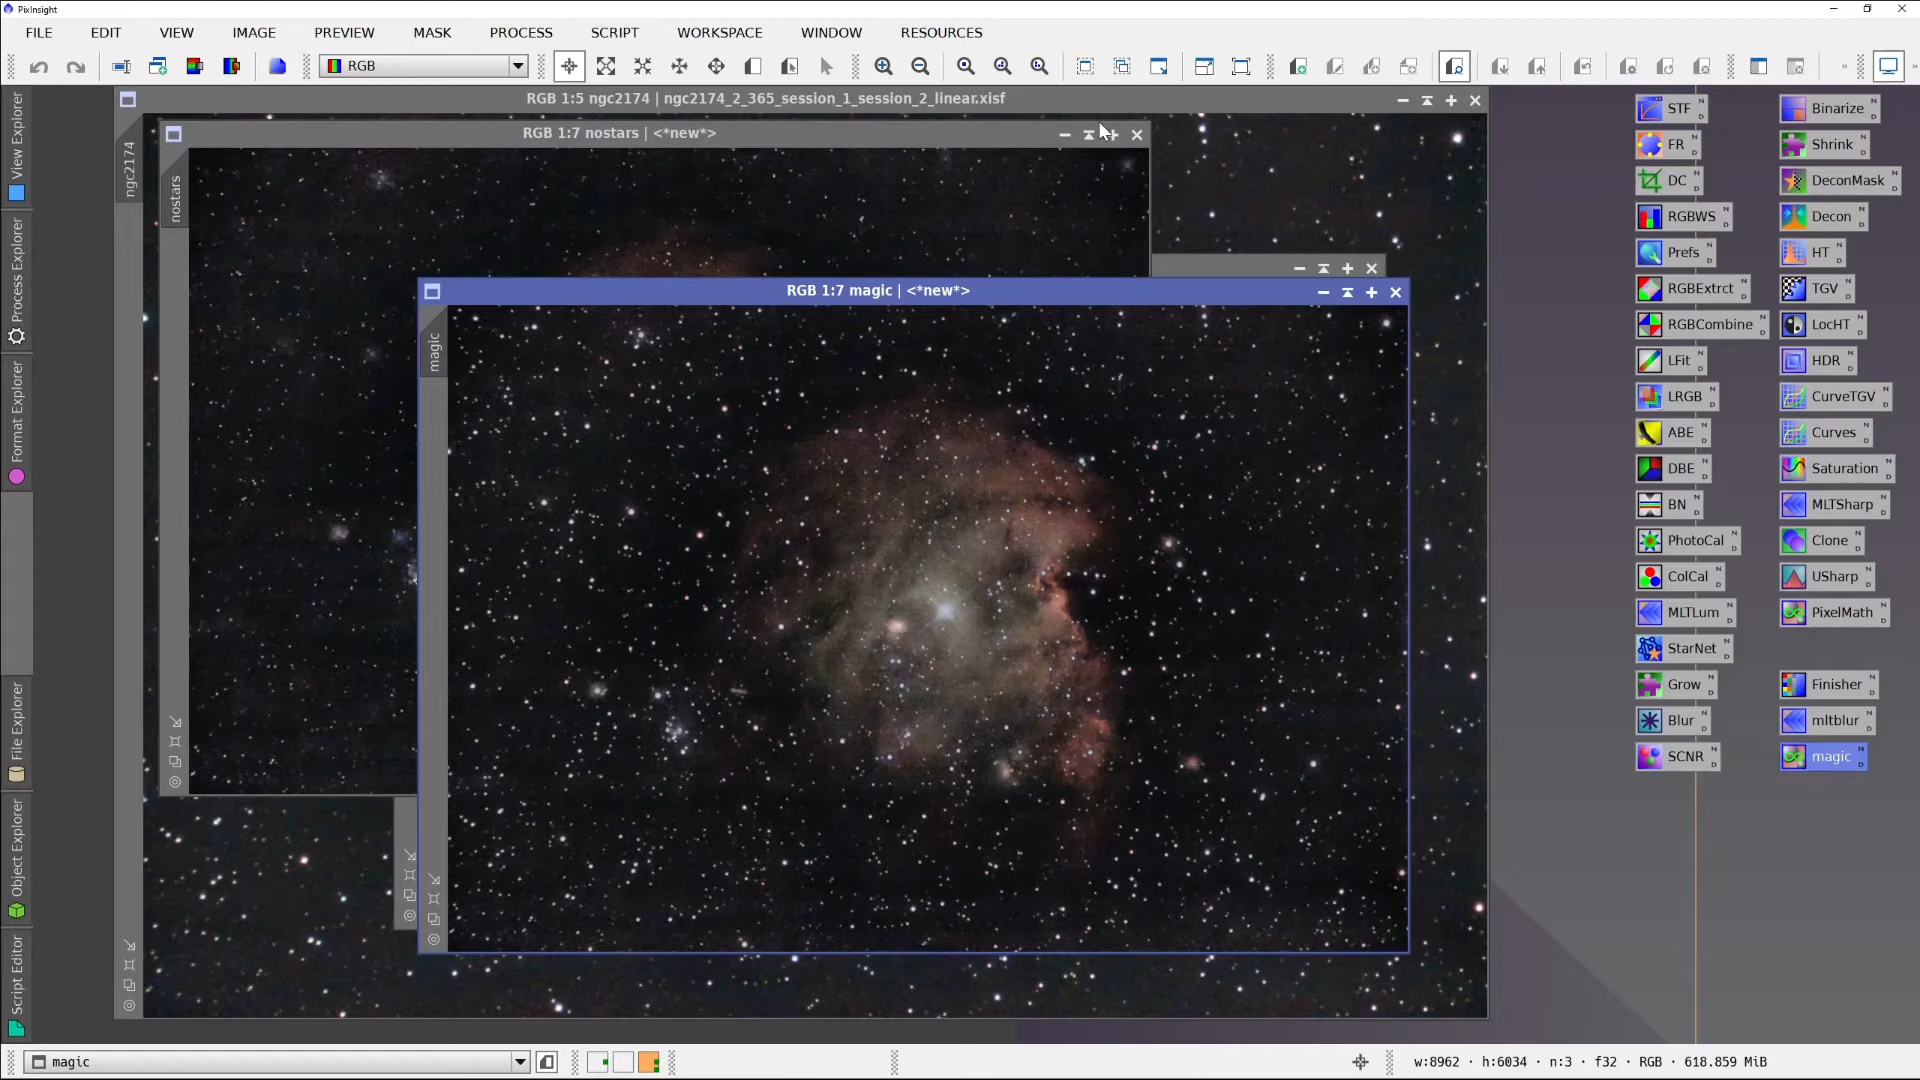 PixInsight
FILE EDIT VIEW IMAGE PREVIEW MASK PROCESS SCRIPT WORKSPACE WINDOW RESOURCES
RGB
RGB 1:5 ngc2174 | ngc2174_2_365_session_1_session_2_linear.xisf
RGB 1:7 nostars | <*new*>
RGB 1:7 magic | <*new*>
ngc2174
nostars
magic
View Explorer
Process Explorer
Format Explorer
File Explorer
Object Explorer
Script Editor
STF N D
Binarize N D
FR N D
Shrink N D
DC N D
DeconMask N D
RGBWS N D
Decon N D
Prefs N D
HT N D
RGBExtrct N D
TGV N D
RGBCombine N D
LocHT N D
LFit N D
HDR N D
LRGB N D
CurveTGV N D
ABE N D
Curves N D
DBE N D
Saturation N D
BN N D
MLTSharp N D
PhotoCal N D
Clone N D
ColCal N D
USharp N D
MLTLum N D
PixelMath N D
StarNet N D
Grow N D
Finisher N D
Blur N D
mltblur N D
SCNR N D
magic N D
magic
w:8962 · h:6034 · n:3 · f32 · RGB · 618.859 MiB